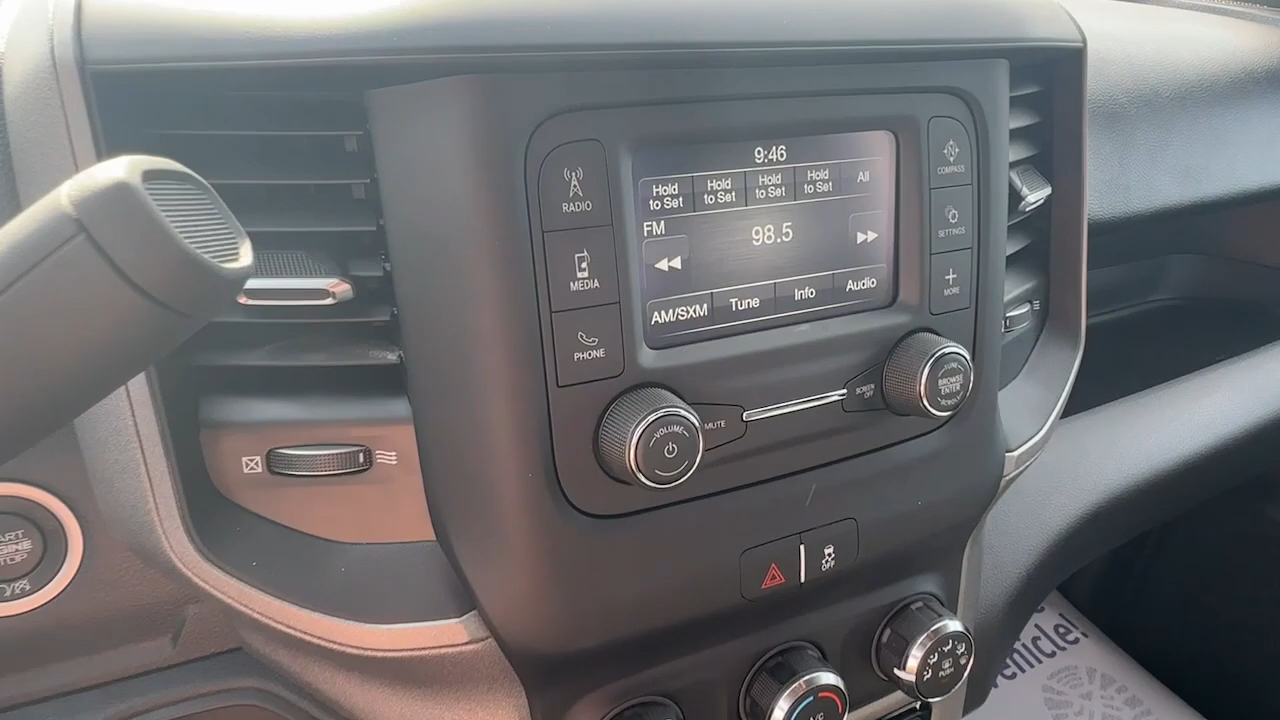 9:46
Hold to Set
Hold to Set
Hold to Set
Hold to Set
All
FM
98.5
AM/SXM
Tune
Info
Audio
RADIO
MEDIA
PHONE
N
COMPASS
SETTINGS
MORE
VOLUME
MUTE
SCREEN
OFF
TUNE
BROWSE
ENTER
SCROLL
OFF
PUSH
A/C
vehicle!